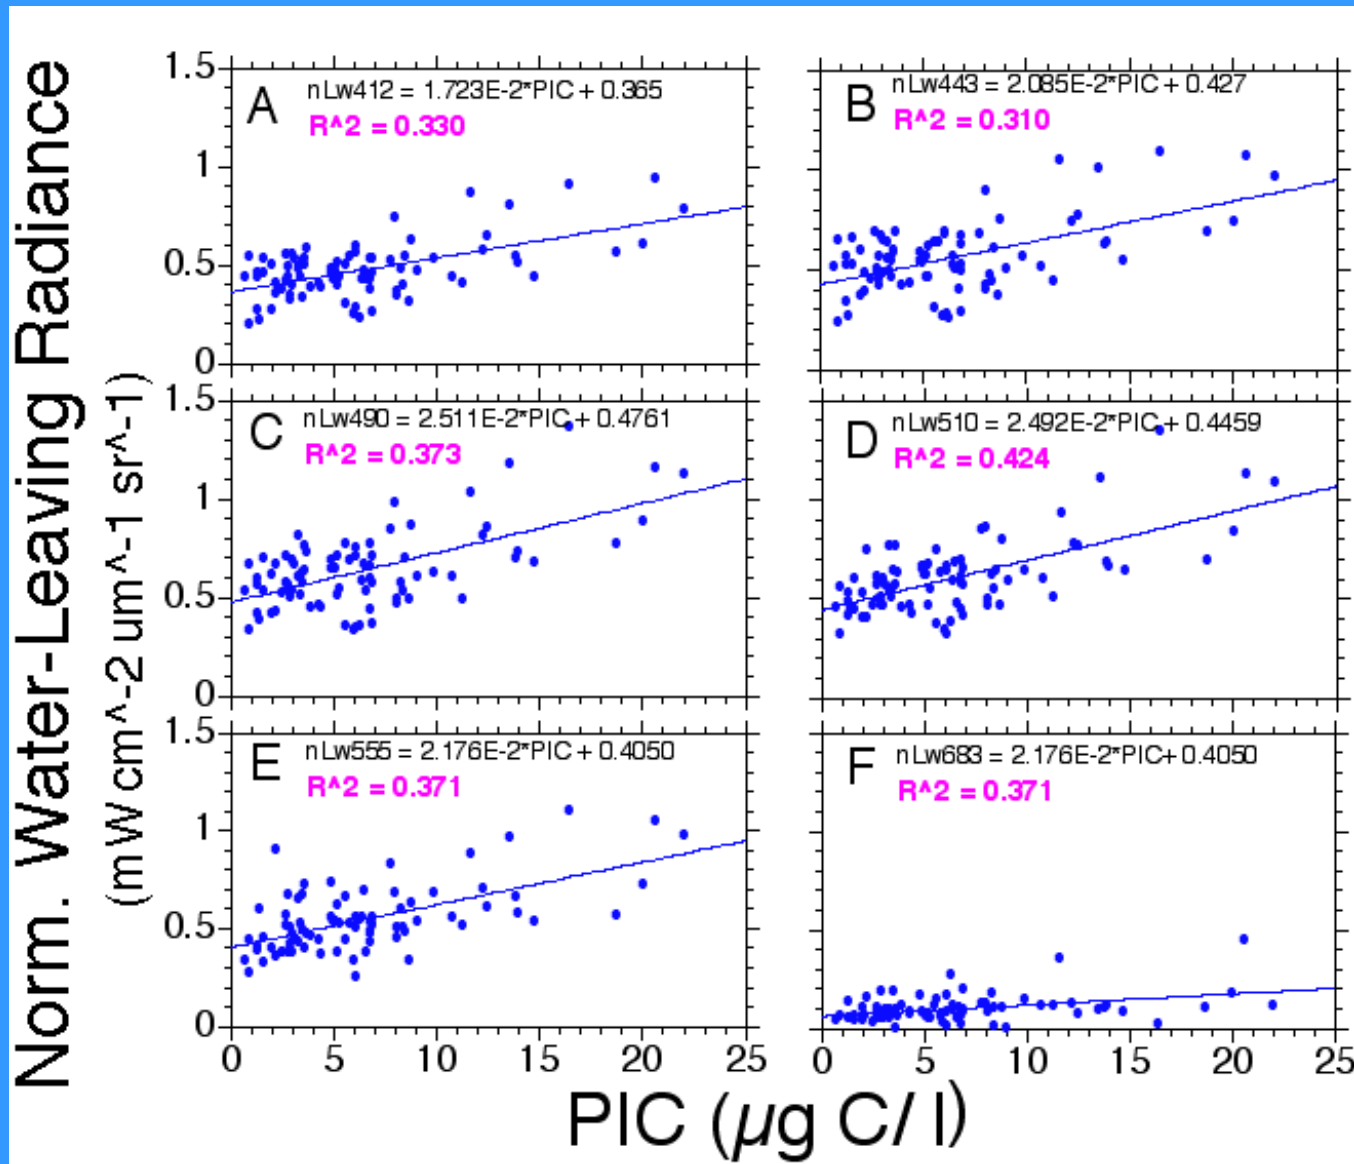 Norm. Water-Leaving Radiance
(mW cm^-2 um^-1 sr^-1)
A
nLw412 = 1.723E-2*PIC + 0.365
R^2 = 0.330
1.5
1
0.5
0
B
nLw443 = 2.085E-2*PIC + 0.427
R^2 = 0.310
C
nLw490 = 2.511E-2*PIC + 0.4761
R^2 = 0.373
1.5
1
0.5
0
D
nLw510 = 2.492E-2*PIC + 0.4459
R^2 = 0.424
E
nLw555 = 2.176E-2*PIC + 0.4050
R^2 = 0.371
1.5
1
0.5
0
0 5 10 15 20 25
F
nLw683 = 2.176E-2*PIC+ 0.4050
R^2 = 0.371
0 5 10 15 20 25
PIC (µg C/ l)